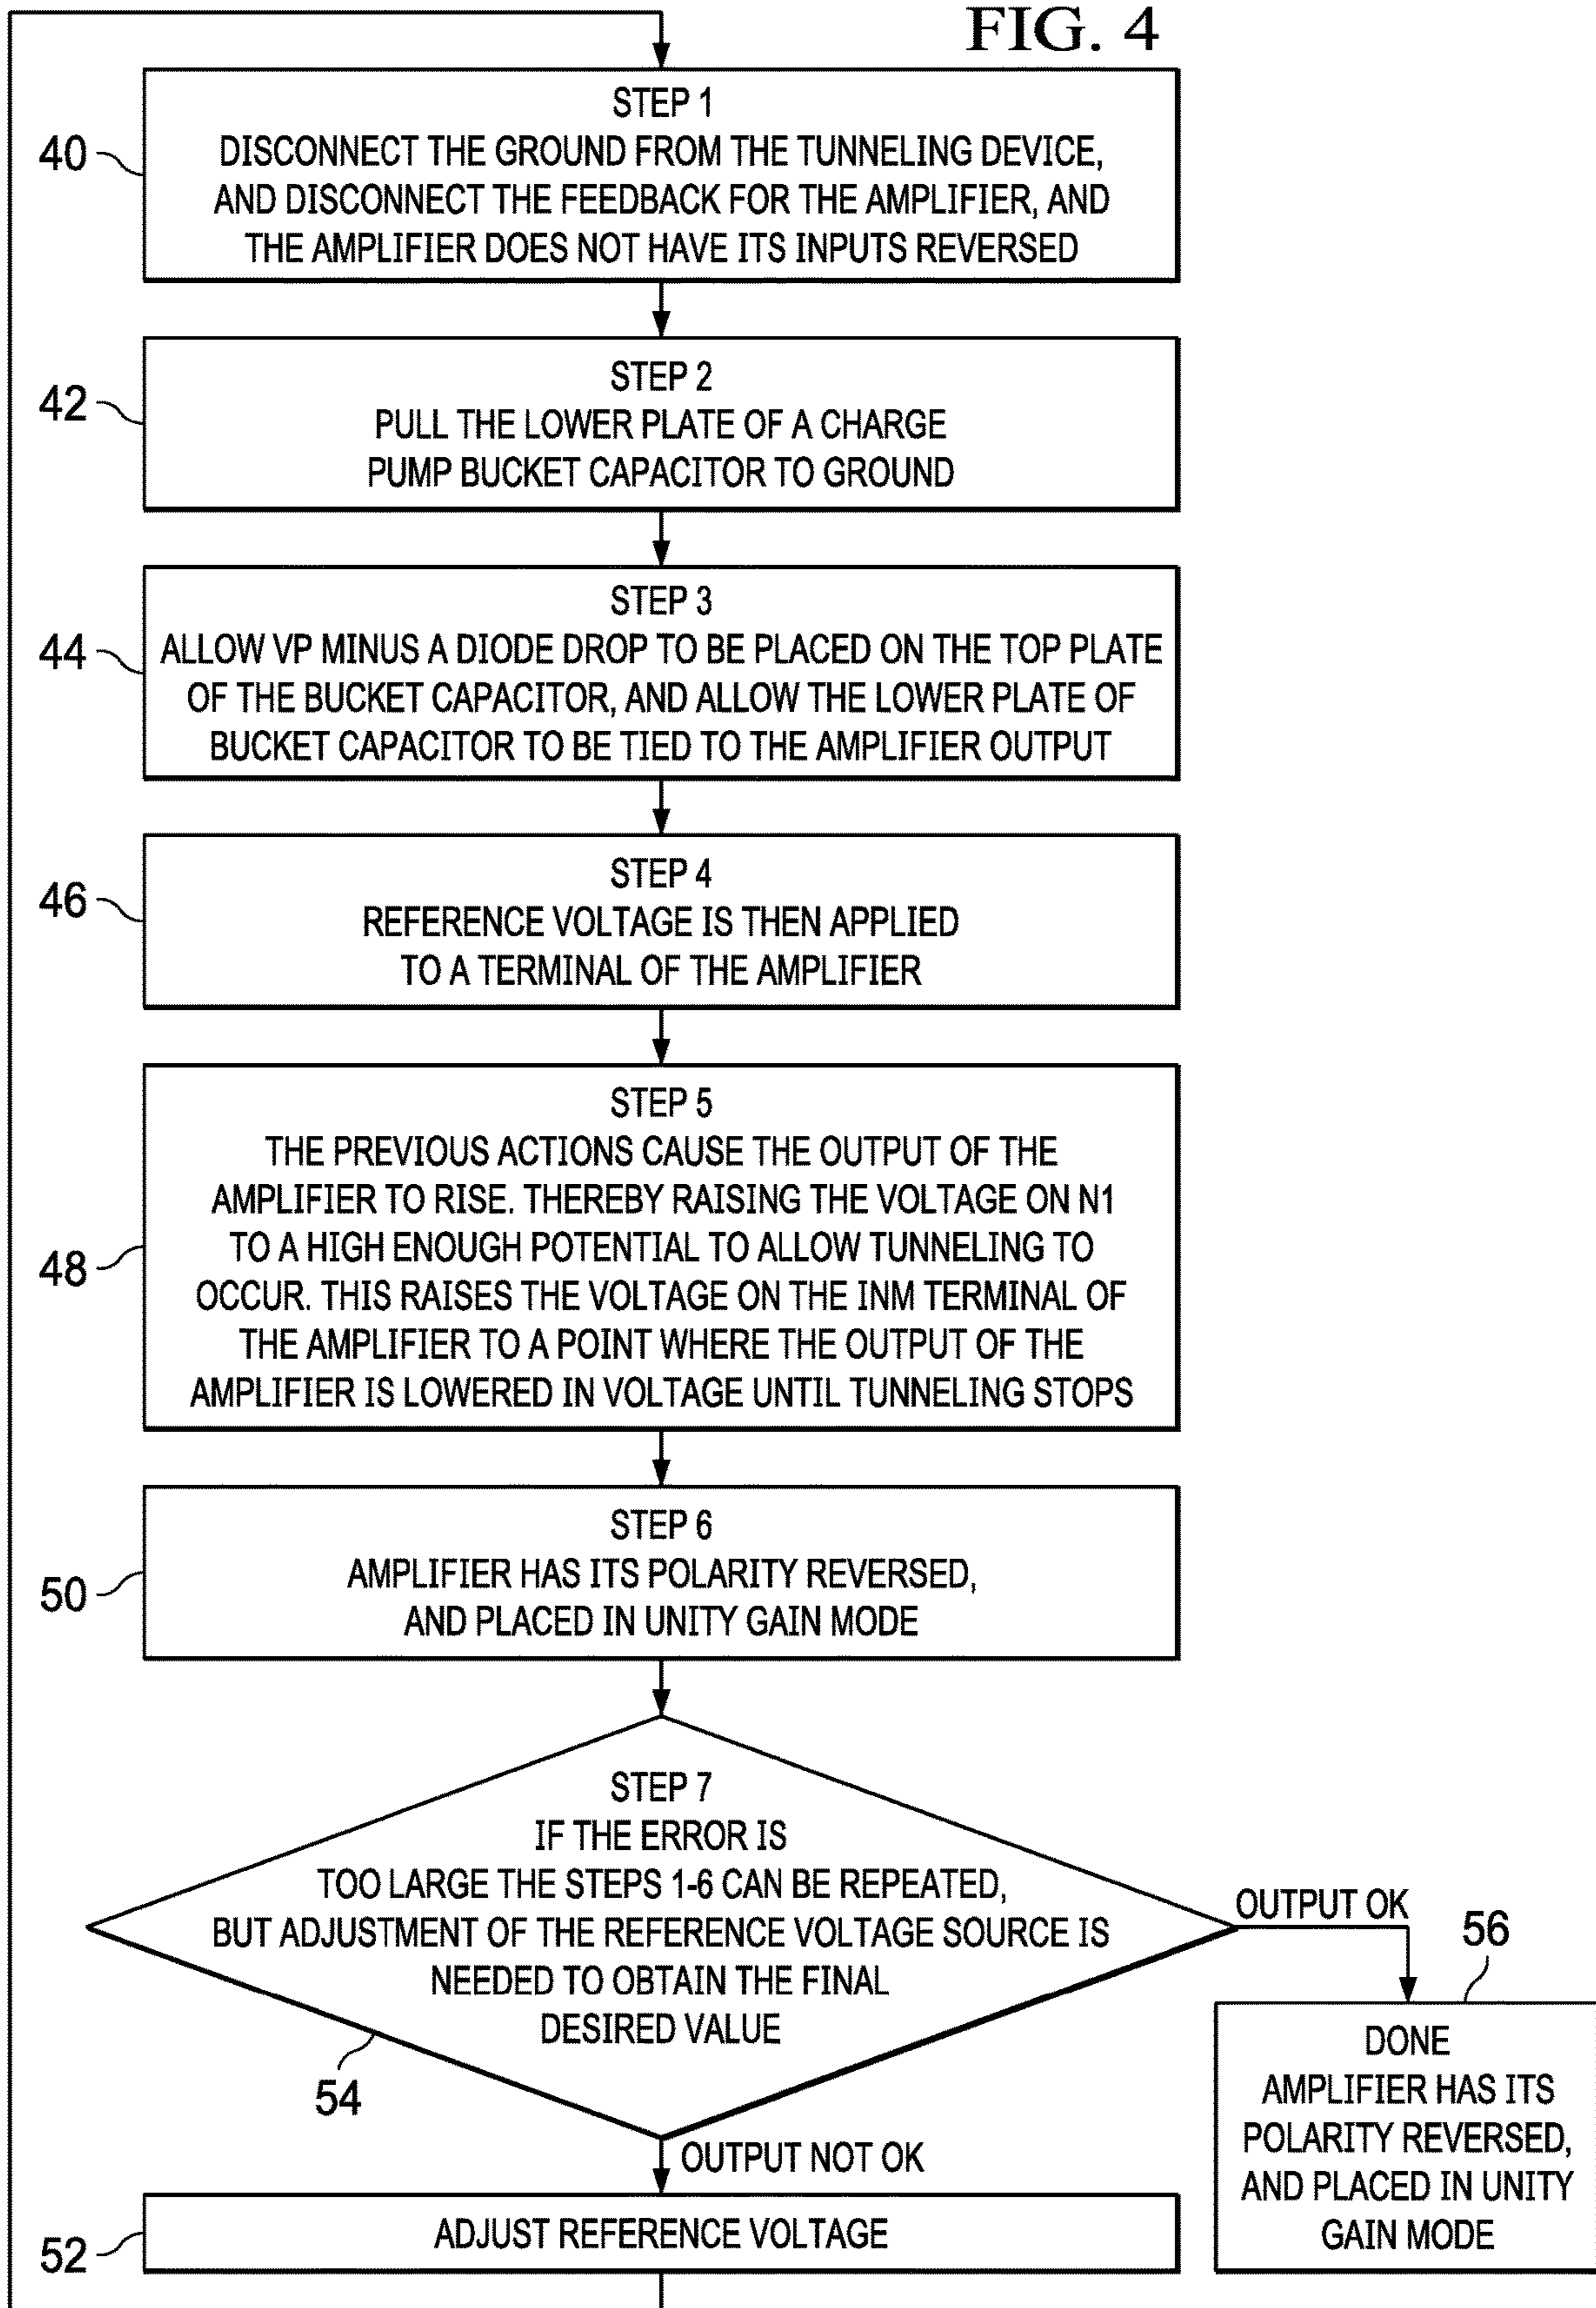 FIG. 4
40
STEP 1
DISCONNECT THE GROUND FROM THE TUNNELING DEVICE,
AND DISCONNECT THE FEEDBACK FOR THE AMPLIFIER, AND
THE AMPLIFIER DOES NOT HAVE ITS INPUTS REVERSED
42
STEP 2
PULL THE LOWER PLATE OF A CHARGE
PUMP BUCKET CAPACITOR TO GROUND
44
STEP 3
ALLOW VP MINUS A DIODE DROP TO BE PLACED ON THE TOP PLATE
OF THE BUCKET CAPACITOR, AND ALLOW THE LOWER PLATE OF
BUCKET CAPACITOR TO BE TIED TO THE AMPLIFIER OUTPUT
46
STEP 4
REFERENCE VOLTAGE IS THEN APPLIED
TO A TERMINAL OF THE AMPLIFIER
48
STEP 5
THE PREVIOUS ACTIONS CAUSE THE OUTPUT OF THE
AMPLIFIER TO RISE. THEREBY RAISING THE VOLTAGE ON N1
TO A HIGH ENOUGH POTENTIAL TO ALLOW TUNNELING TO
OCCUR. THIS RAISES THE VOLTAGE ON THE INM TERMINAL OF
THE AMPLIFIER TO A POINT WHERE THE OUTPUT OF THE
AMPLIFIER IS LOWERED IN VOLTAGE UNTIL TUNNELING STOPS
50
STEP 6
AMPLIFIER HAS ITS POLARITY REVERSED,
AND PLACED IN UNITY GAIN MODE
STEP 7
IF THE ERROR IS
TOO LARGE THE STEPS 1-6 CAN BE REPEATED,
BUT ADJUSTMENT OF THE REFERENCE VOLTAGE SOURCE IS
NEEDED TO OBTAIN THE FINAL
DESIRED VALUE
54
OUTPUT OK
56
DONE
AMPLIFIER HAS ITS
POLARITY REVERSED,
AND PLACED IN UNITY
GAIN MODE
OUTPUT NOT OK
52
ADJUST REFERENCE VOLTAGE